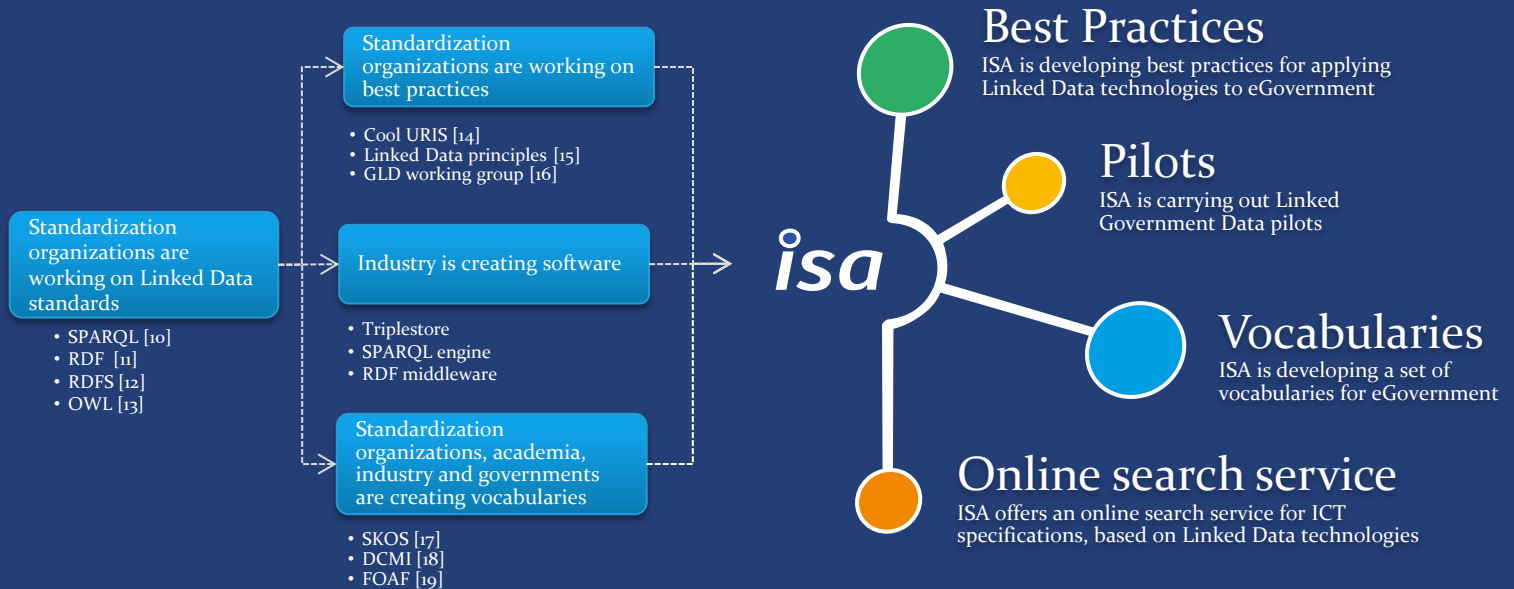 Standardization
organizations are
working on Linked Data
standards
• SPARQL [10]
• RDF [11]
• RDFS [12]
• OWL [13]
Standardization
organizations are working on
best practices
• Cool URIS [14]
• Linked Data principles [15]
• GLD working group [16]
Industry is creating software
• Triplestore
• SPARQL engine
• RDF middleware
Standardization
organizations, academia,
industry and governments
are creating vocabularies
• SKOS [17]
• DCMI [18]
• FOAF [19]
isa
Best Practices
ISA is developing best practices for applying
Linked Data technologies to eGovernment
Pilots
ISA is carrying out Linked
Government Data pilots
Vocabularies
ISA is developing a set of
vocabularies for eGovernment
Online search service
ISA offers an online search service for ICT
specifications, based on Linked Data technologies